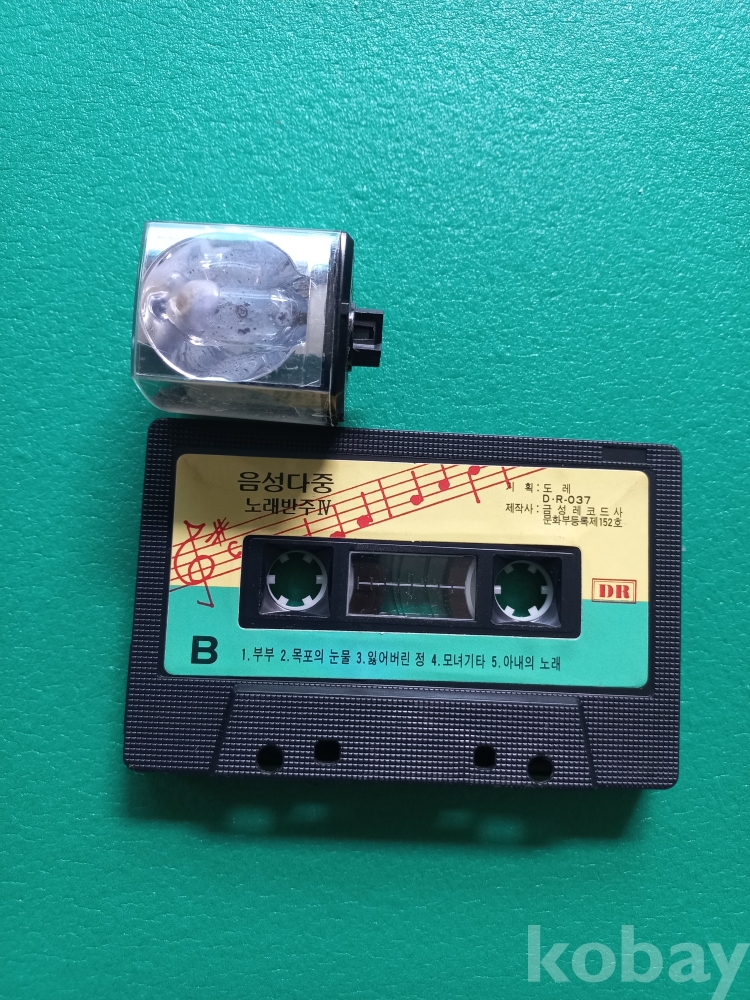 음성다중
노래반주Ⅳ
기획: 도레
D·R-037
제작사: 금성레코드사
문화부등록제152호
DR
B 1.부부 2.목포의 눈물 3.잃어버린 정 4.모녀기타 5.아내의 노래
kobay